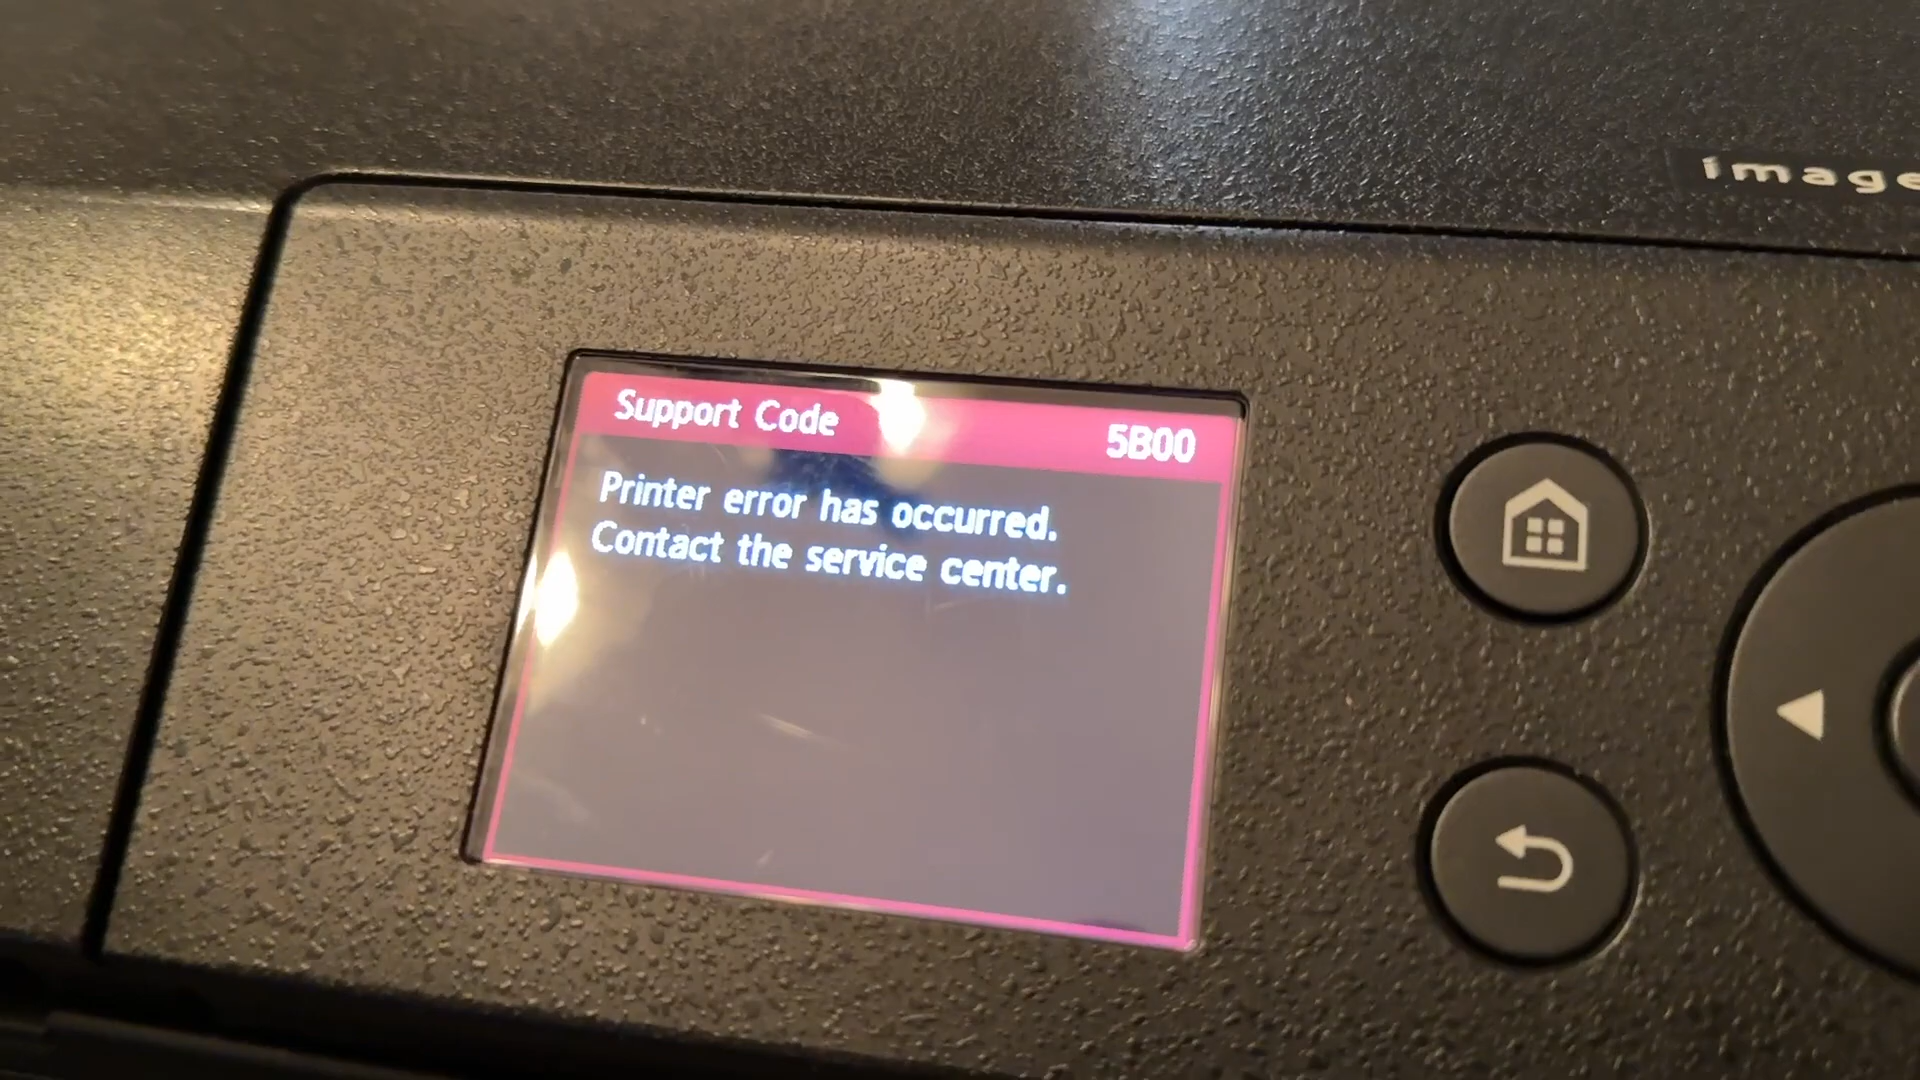 image
Support Code 5B00
Printer error has occurred.
Contact the service center.